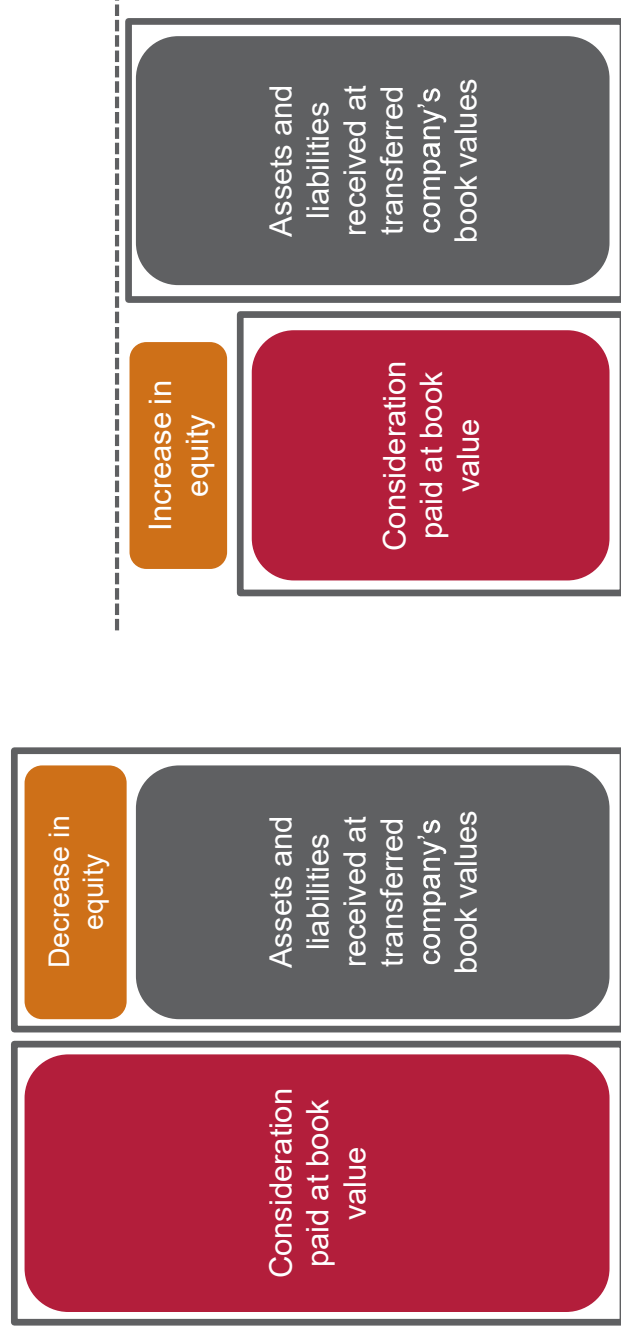 Consideration
paid at book
value
Decrease in
equity
Assets and
liabilities
received at
transferred
company’s
book values
Increase in
equity
Consideration
paid at book
value
Assets and
liabilities
received at
transferred
company’s
book values